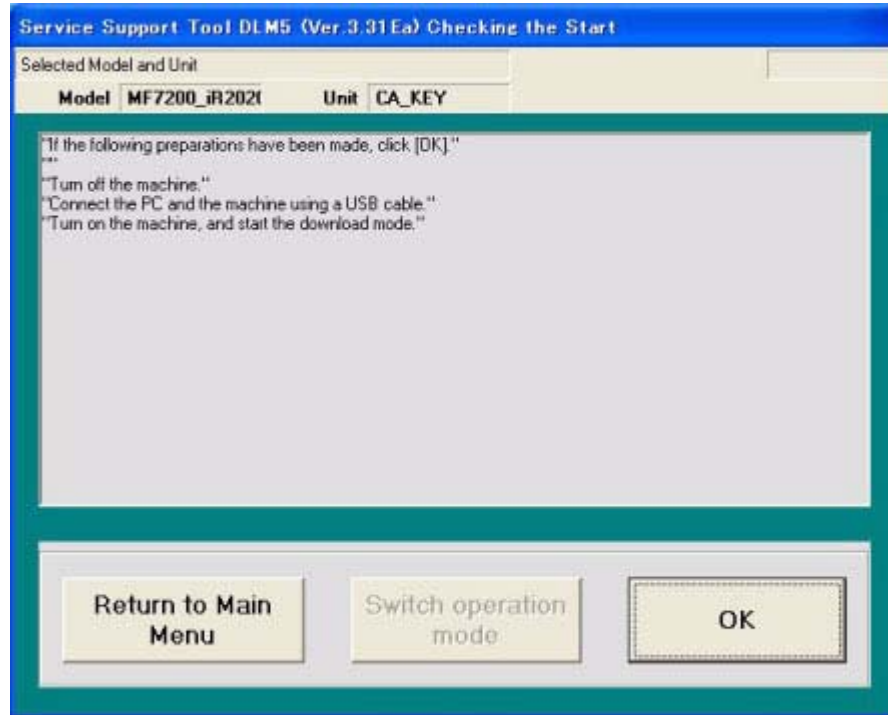 Service Support Tool DLM5 (Ver.3.31Ea) Checking the Start
Selected Model and Unit
Model MF7200_iR202( Unit CA_KEY
"If the following preparations have been made, click [OK]."
""
"Turn off the machine."
"Connect the PC and the machine using a USB cable."
"Turn on the machine, and start the download mode."
Return to Main
Menu
Switch operation
mode
OK